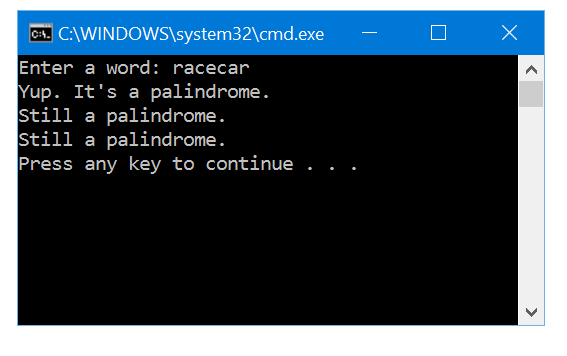 C:\WINDOWS\system32\cmd.exe
Enter a word: racecar
Yup. It's a palindrome.
Still a palindrome.
Still a palindrome.
Press any key to continue . . .